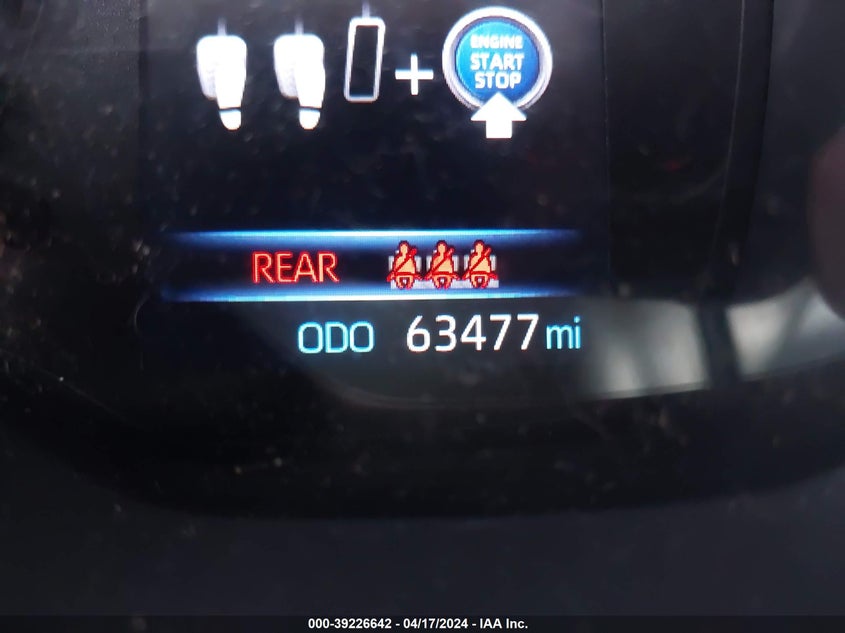 ENGINE
START
STOP
+
REAR
ODO 63477 mi
000-39226642 - 04/17/2024 - IAA Inc.